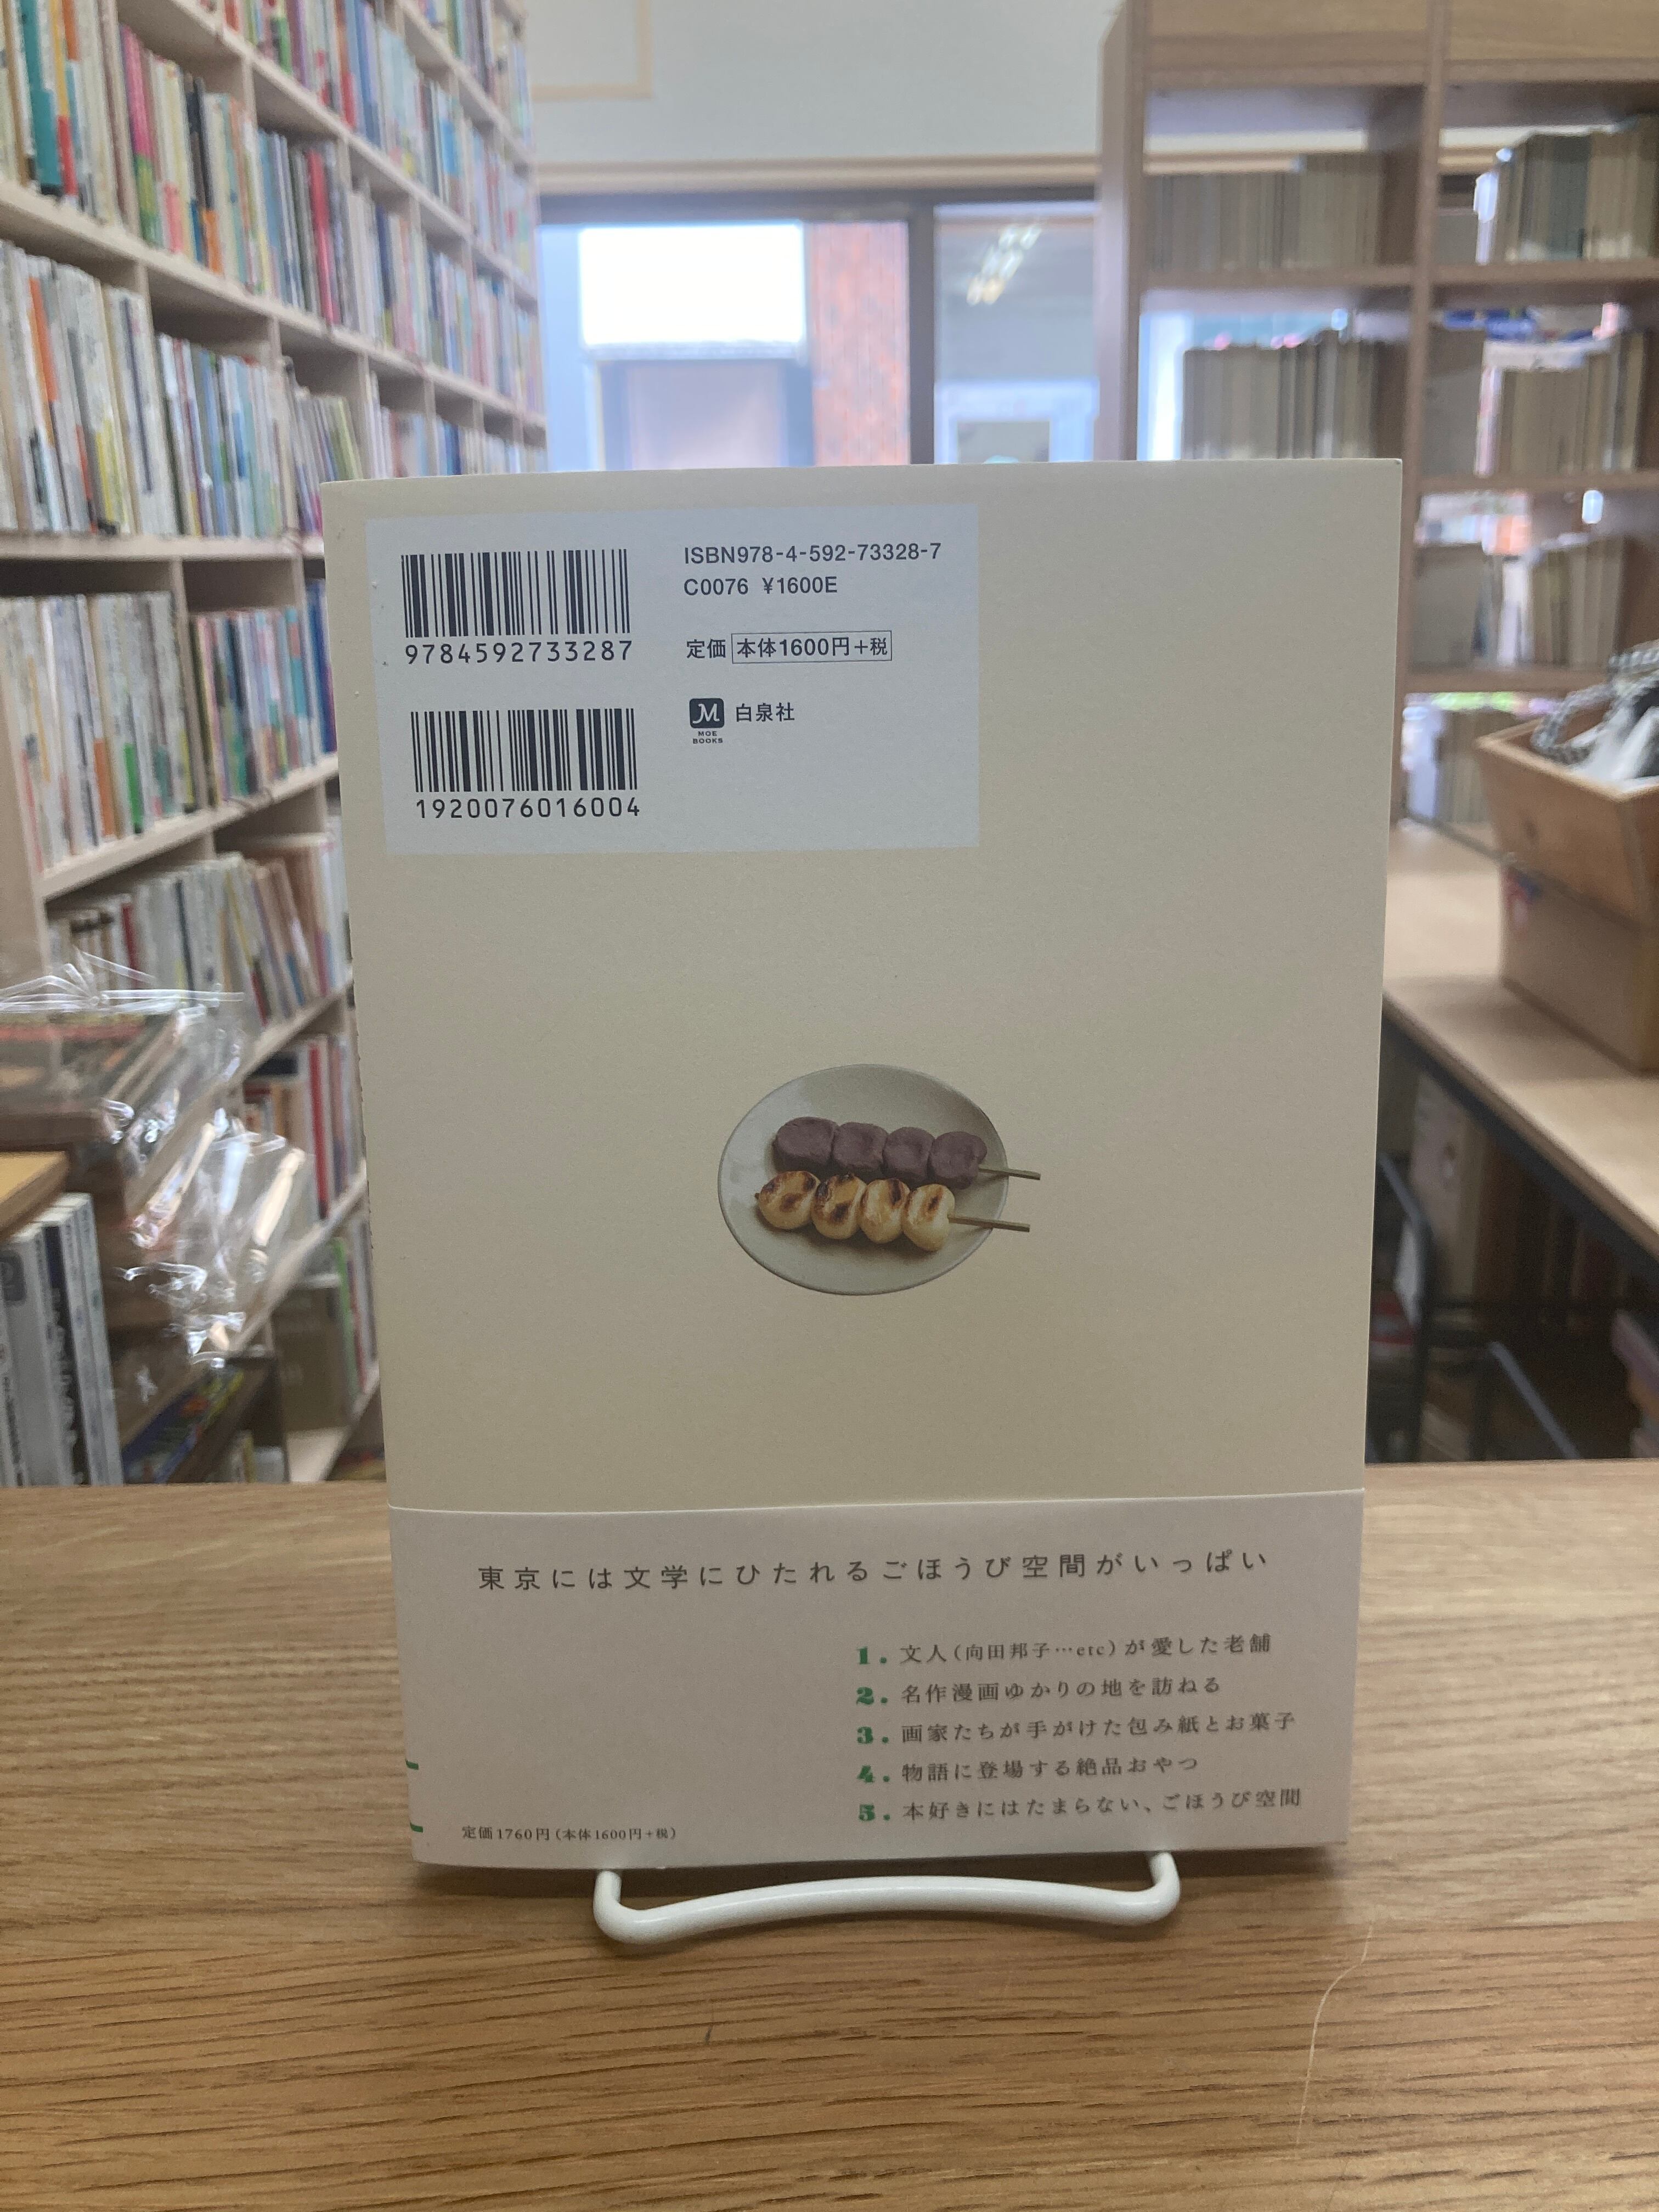 ISBN978-4-592-73328-7
C0076 ¥1600E
定価 本体1600円+税
M 白泉社
MOE
BOOKS
9784592733287
1920076016004
東京には文学にひたれるごほうび空間がいっぱい
1. 文人(向田邦子…etc)が愛した老舗
2. 名作漫画ゆかりの地を訪ねる
3. 画家たちが手がけた包み紙とお菓子
4. 物語に登場する絶品おやつ
5. 本好きにはたまらない、ごほうび空間
定価1760円(本体1600円+税)